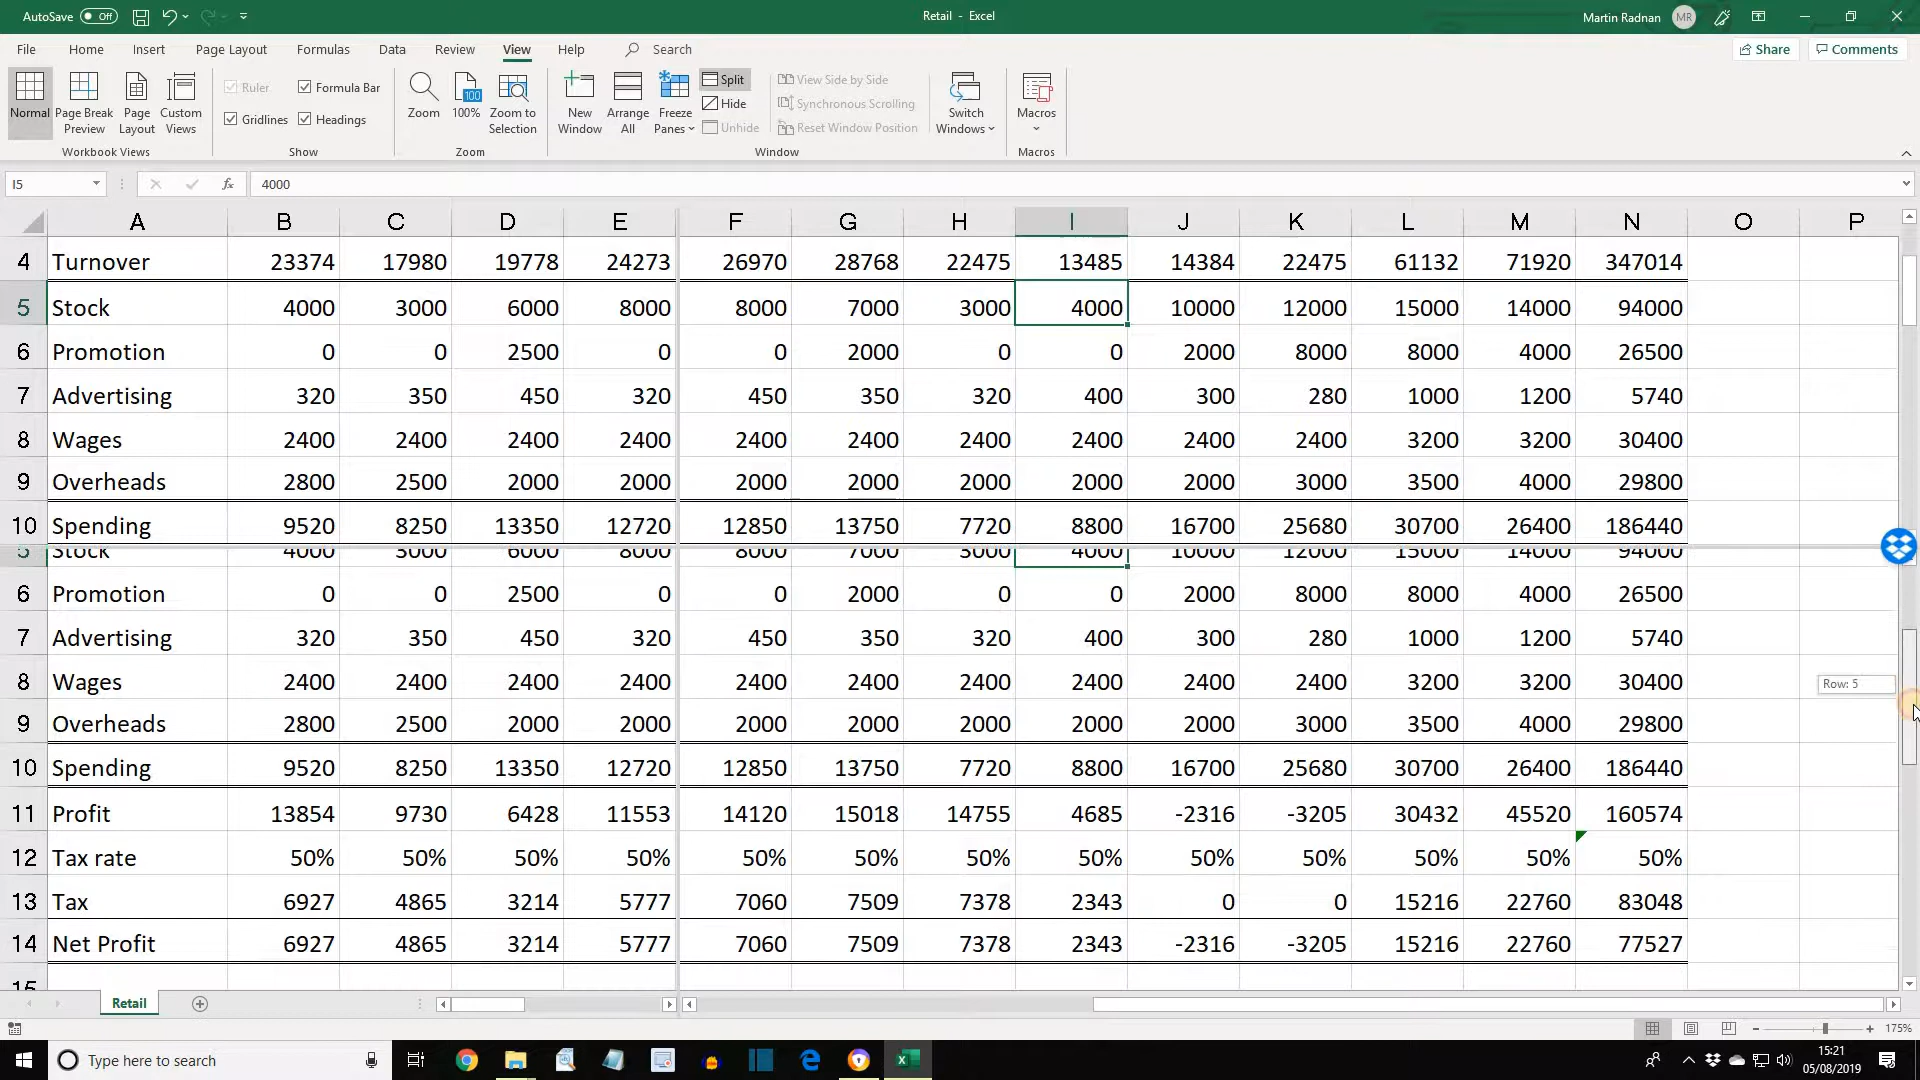 AutoSave Off Retail - Excel Martin Radnan MR
File Home Insert Page Layout Formulas Data Review View Help Search Share Comments
Normal Page Break Preview Page Layout Custom Views
Workbook Views
Ruler Formula Bar
Gridlines Headings
Show
Zoom 100% Zoom to Selection
Zoom
New Window Arrange All Freeze Panes
Split
Hide
Unhide
View Side by Side
Synchronous Scrolling
Reset Window Position
Switch Windows
Window
Macros
Macros
I5 fx 4000
A B C D E F G H I J K L M N O P
4 Turnover 23374 17980 19778 24273 26970 28768 22475 13485 14384 22475 61132 71920 347014
5 Stock 4000 3000 6000 8000 8000 7000 3000 4000 10000 12000 15000 14000 94000
6 Promotion 0 0 2500 0 0 2000 0 0 2000 8000 8000 4000 26500
7 Advertising 320 350 450 320 450 350 320 400 300 280 1000 1200 5740
8 Wages 2400 2400 2400 2400 2400 2400 2400 2400 2400 2400 3200 3200 30400
9 Overheads 2800 2500 2000 2000 2000 2000 2000 2000 2000 3000 3500 4000 29800
10 Spending 9520 8250 13350 12720 12850 13750 7720 8800 16700 25680 30700 26400 186440
5 Stock 4000 3000 6000 8000 8000 7000 3000 4000 10000 12000 15000 14000 94000
6 Promotion 0 0 2500 0 0 2000 0 0 2000 8000 8000 4000 26500
7 Advertising 320 350 450 320 450 350 320 400 300 280 1000 1200 5740
8 Wages 2400 2400 2400 2400 2400 2400 2400 2400 2400 2400 3200 3200 30400
Row: 5
9 Overheads 2800 2500 2000 2000 2000 2000 2000 2000 2000 3000 3500 4000 29800
10 Spending 9520 8250 13350 12720 12850 13750 7720 8800 16700 25680 30700 26400 186440
11 Profit 13854 9730 6428 11553 14120 15018 14755 4685 -2316 -3205 30432 45520 160574
12 Tax rate 50% 50% 50% 50% 50% 50% 50% 50% 50% 50% 50% 50% 50%
13 Tax 6927 4865 3214 5777 7060 7509 7378 2343 0 0 15216 22760 83048
14 Net Profit 6927 4865 3214 5777 7060 7509 7378 2343 -2316 -3205 15216 22760 77527
15
Retail
175%
Type here to search
15:21
05/08/2019